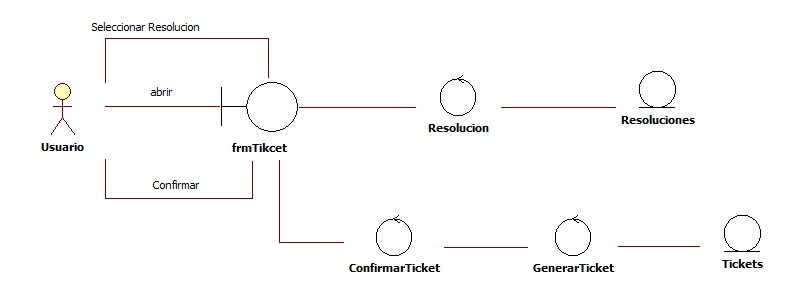 Seleccionar Resolucion
abrir
Usuario
frmTikcet
Resolucion
Resoluciones
Confirmar
ConfirmarTicket
GenerarTicket
Tickets